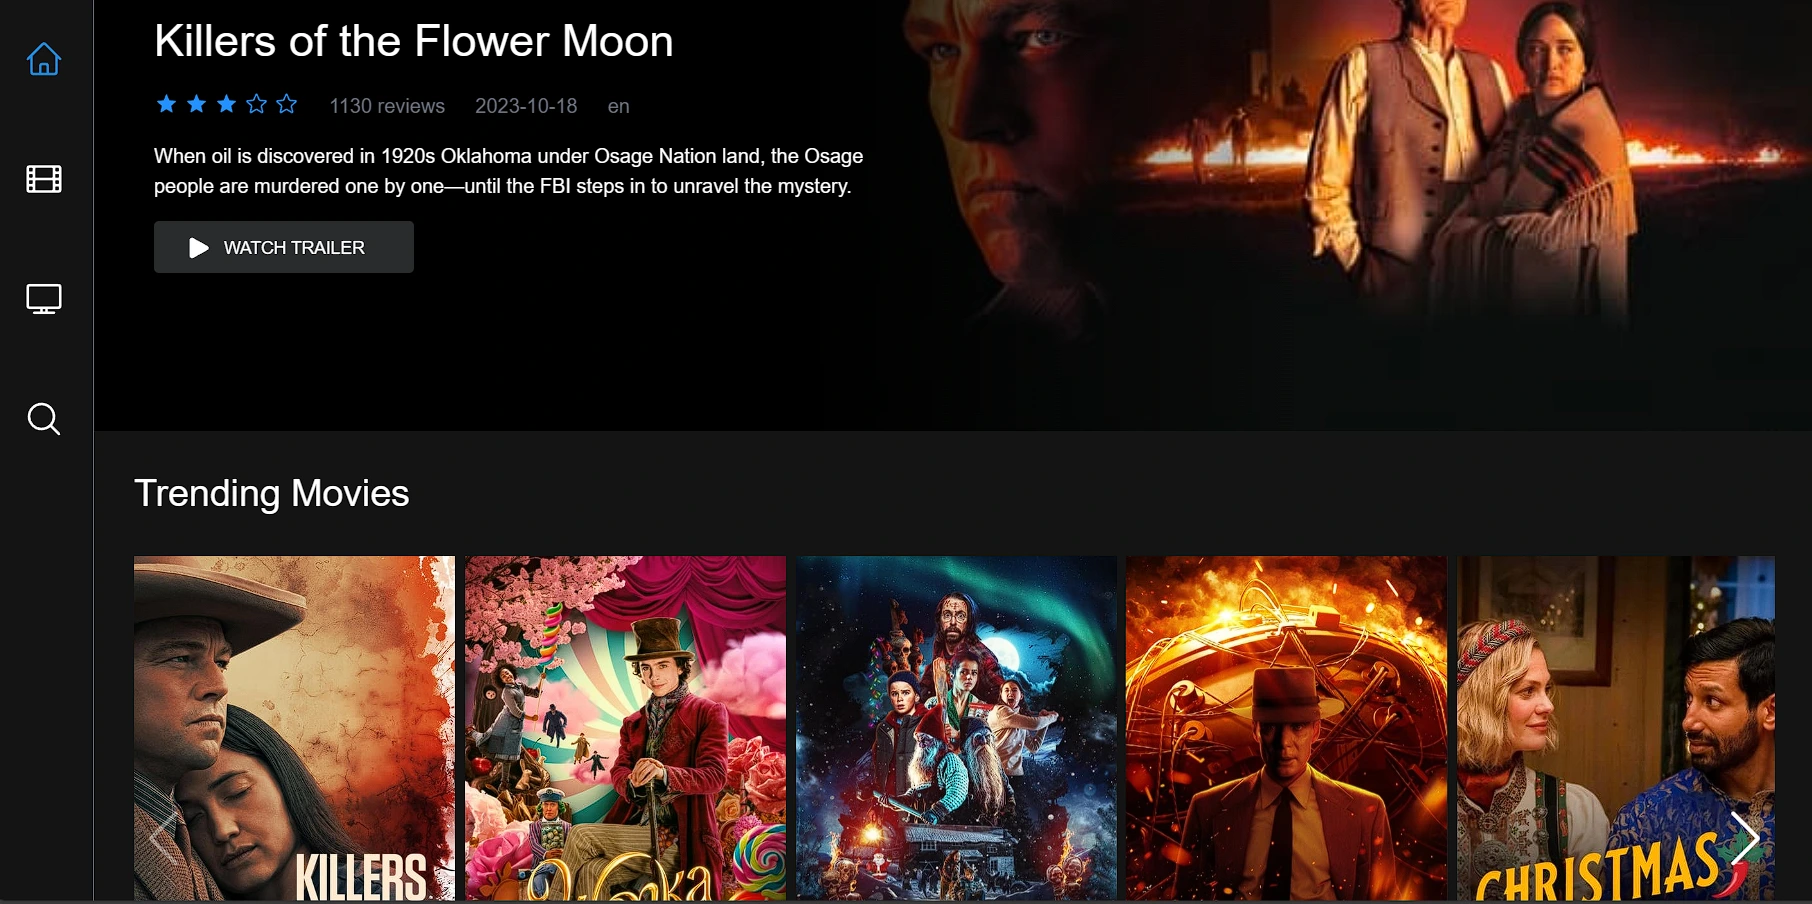 Killers of the Flower Moon
1130 reviews 2023-10-18 en
When oil is discovered in 1920s Oklahoma under Osage Nation land, the Osage
people are murdered one by one—until the FBI steps in to unravel the mystery.
WATCH TRAILER
Trending Movies
KILLERS
Wonka
CHRISTMAS